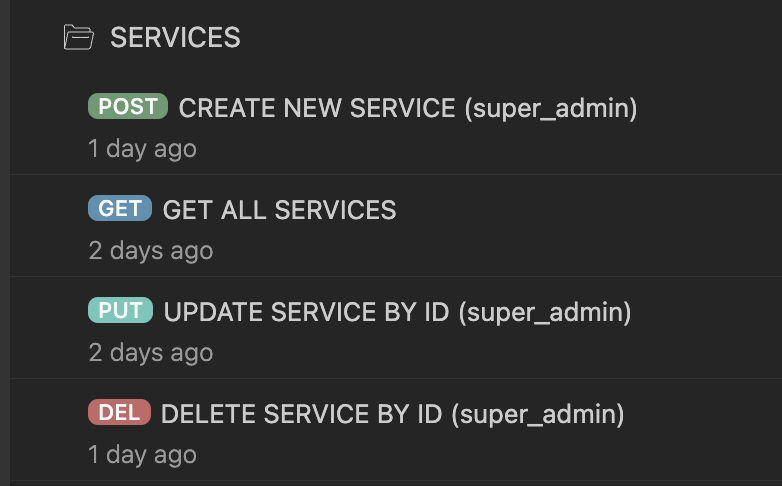 SERVICES
POST CREATE NEW SERVICE (super_admin)
1 day ago
GET GET ALL SERVICES
2 days ago
PUT UPDATE SERVICE BY ID (super_admin)
2 days ago
DEL DELETE SERVICE BY ID (super_admin)
1 day ago